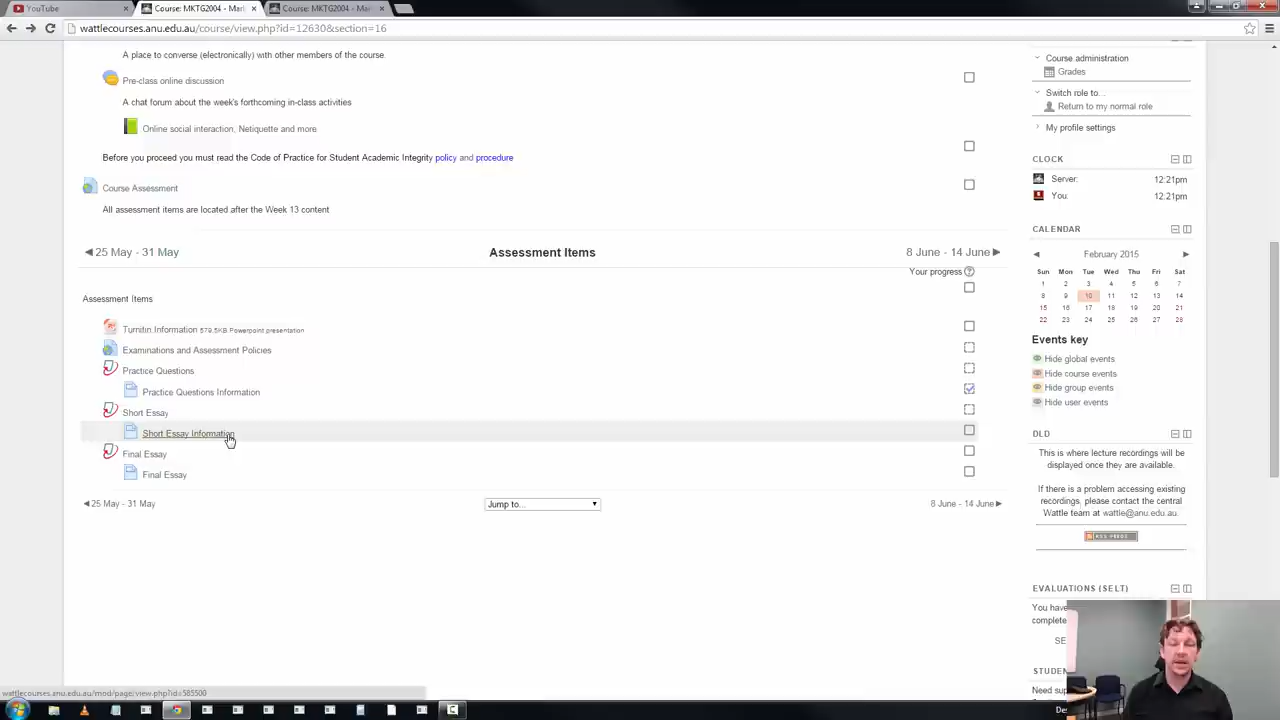 YouTube
Course: MKTG2004 - Mark
Course: MKTG2004 - Mark
wattlecourses.anu.edu.au/course/view.php?id=12630&section=16
A place to converse (electronically) with other members of the course.
Pre-class online discussion
A chat forum about the week's forthcoming in-class activities
Online social interaction, Netiquette and more
Before you proceed you must read the Code of Practice for Student Academic Integrity policy and procedure
Course Assessment
All assessment items are located after the Week 13 content
◀25 May - 31 May
Assessment Items
8 June - 14 June▶
Your progress
Assessment Items
Turnitin Information 579.5KB Powerpoint presentation
Examinations and Assessment Policies
Practice Questions
Practice Questions Information
Short Essay
Short Essay Information
Final Essay
Final Essay
◀25 May - 31 May
Jump to...
8 June - 14 June▶
Course administration
Grades
Switch role to...
Return to my normal role
My profile settings
CLOCK
Server: 12:21pm
You: 12:21pm
CALENDAR
◀ February 2015 ▶
Sun Mon Tue Wed Thu Fri Sat
1 2 3 4 5 6 7
8 9 10 11 12 13 14
15 16 17 18 19 20 21
22 23 24 25 26 27 28
Events key
Hide global events
Hide course events
Hide group events
Hide user events
DLD
This is where lecture recordings will be displayed once they are available.
If there is a problem accessing existing recordings, please contact the central Wattle team at wattle@anu.edu.au.
RSS FEED
EVALUATIONS (SELT)
You have
complete
SE
STUDEN
Need sup
De
wattlecourses.anu.edu.au/mod/page/view.php?id=585500